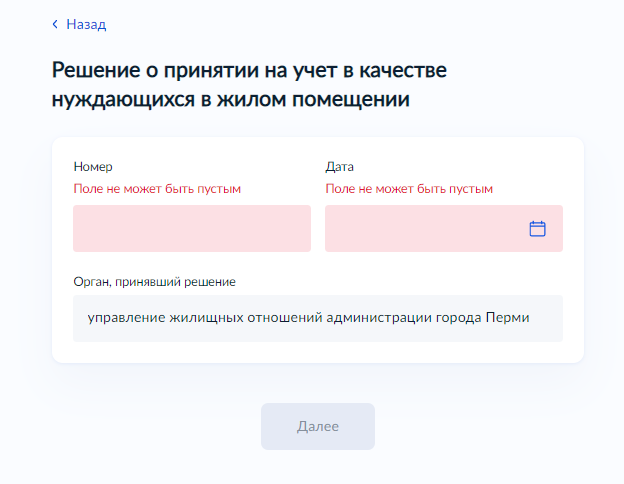 Назад
Решение о принятии на учет в качестве
нуждающихся в жилом помещении
Номер
Дата
Поле не может быть пустым
Поле не может быть пустым
Орган, принявший решение
управление жилищных отношений администрации города Перми
Далее